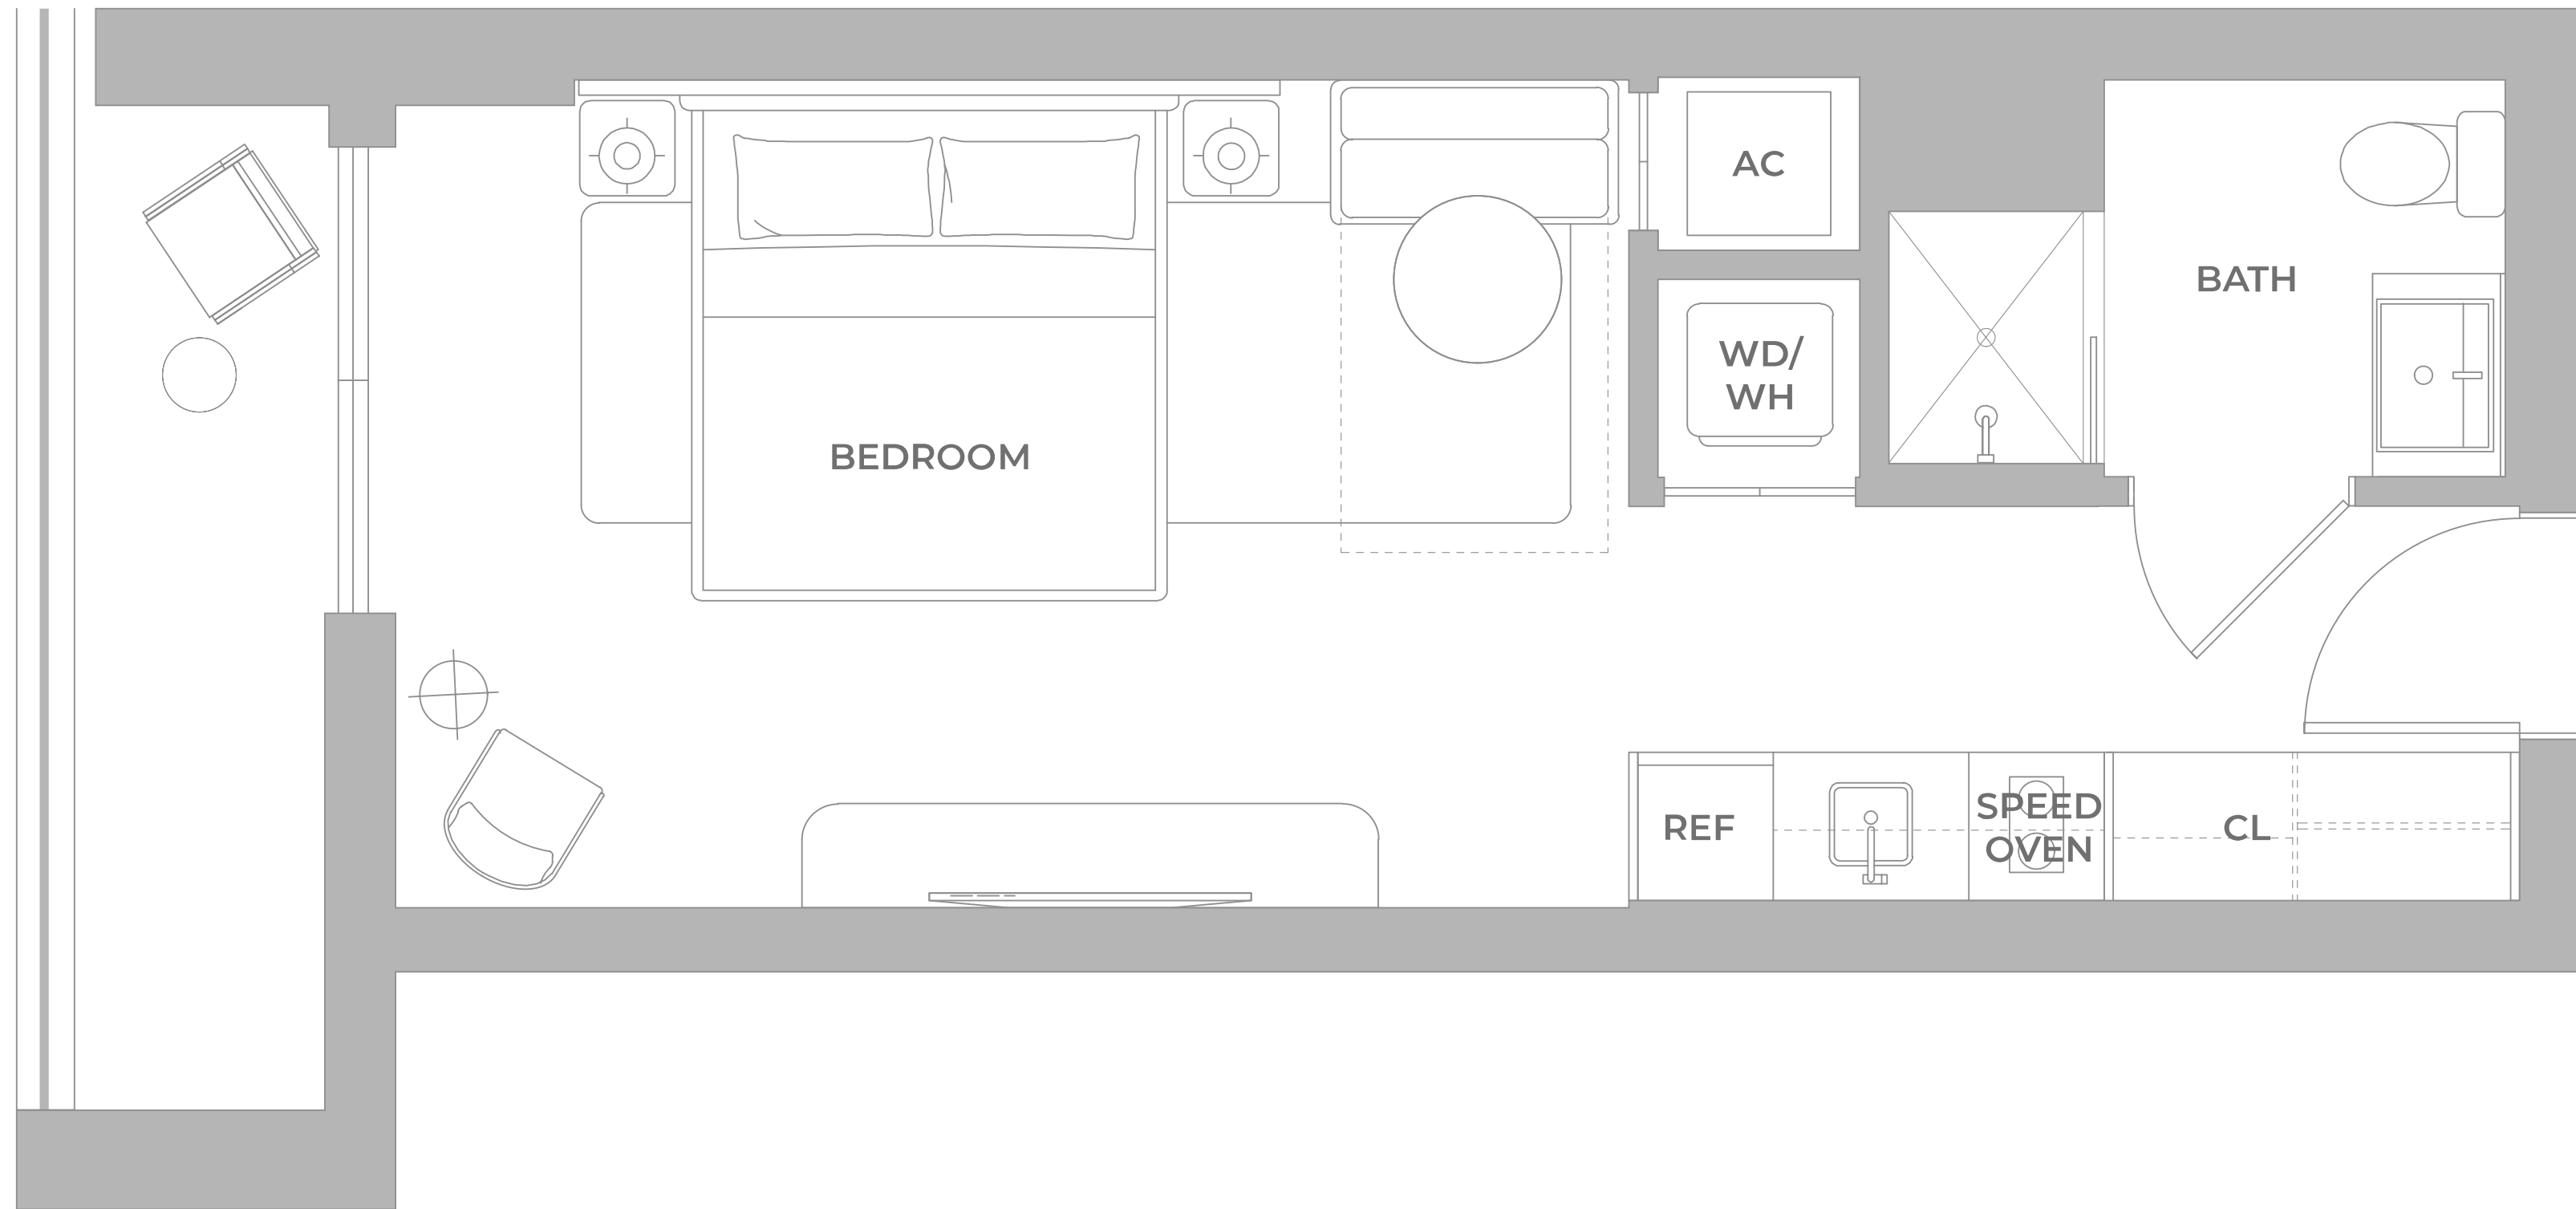 AC
BATH
WD/
WH
BEDROOM
REF
SPEED
OVEN
CL